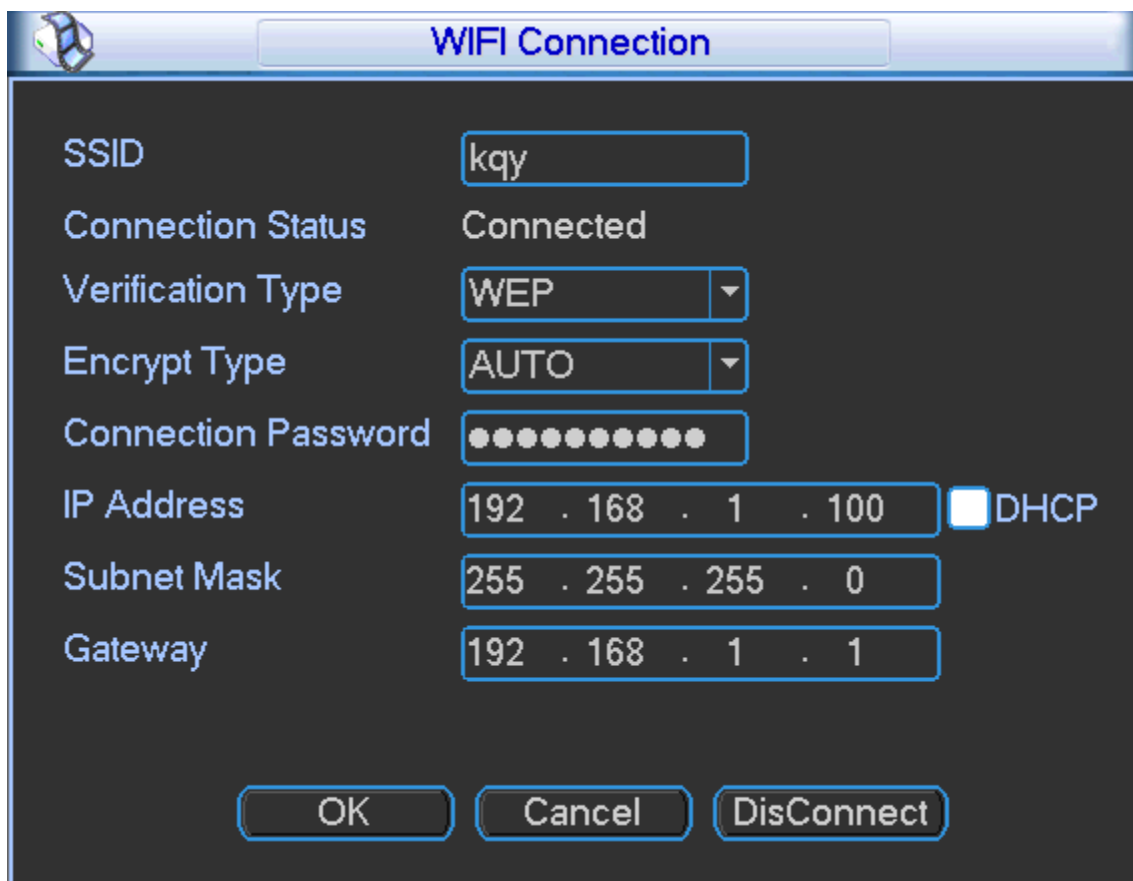 WIFI Connection
SSID kqy
Connection Status Connected
Verification Type WEP
Encrypt Type AUTO
Connection Password ●●●●●●●●●●
IP Address 192 . 168 . 1 . 100 DHCP
Subnet Mask 255 . 255 . 255 . 0
Gateway 192 . 168 . 1 . 1
OK Cancel DisConnect